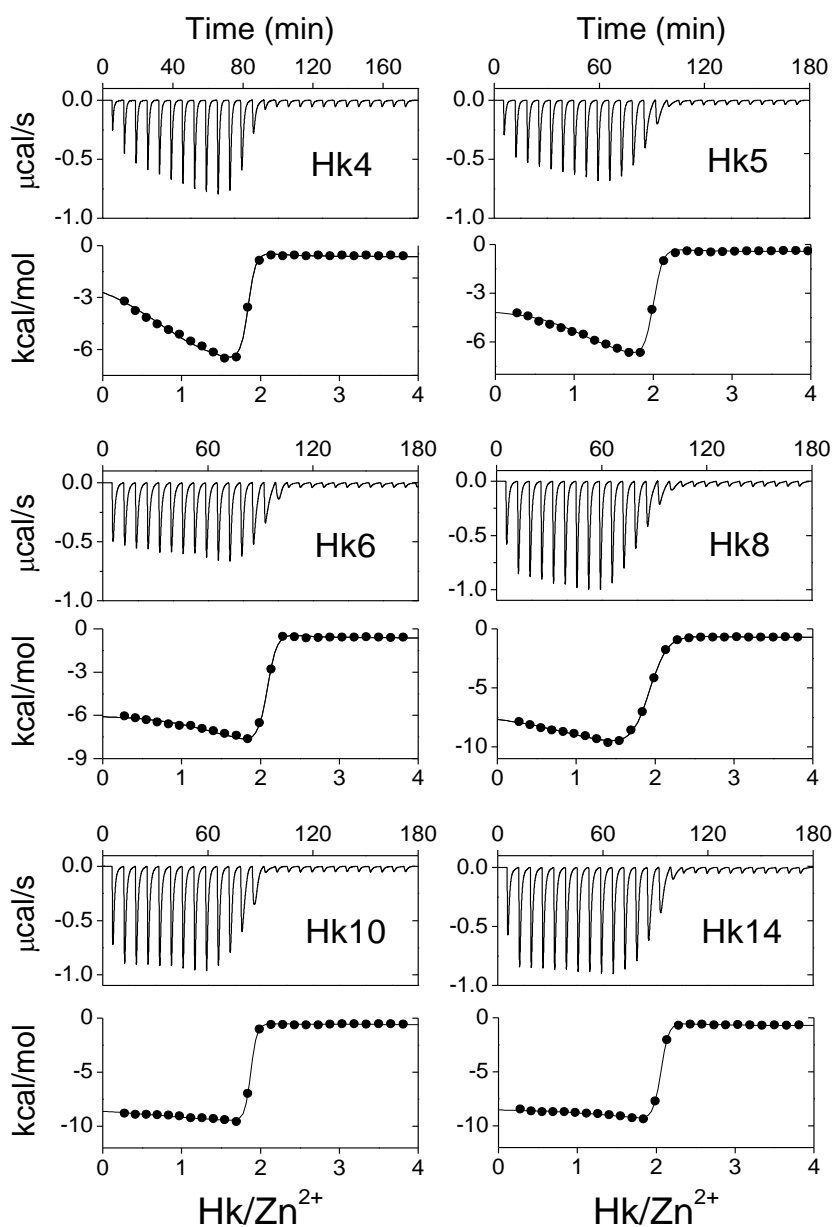 Time (min) Time (min)
0 40 80 120 160 0 60 120 180
0.0 0.0
μcal/s -0.5 Hk4 -0.5 Hk5
-1.0 -1.0
0 0
kcal/mol -3 -3
-6 -6
0 1 2 3 4 0 1 2 3 4
0 60 120 180 0 60 120 180
0.0 0.0
μcal/s -0.5 Hk6 -0.5 Hk8
-1.0 -1.0
0 0
kcal/mol -3 -5
-6 -10
-9
0 1 2 3 4 0 1 2 3 4
0 60 120 180 0 60 120 180
0.0 0.0
μcal/s -0.5 Hk10 -0.5 Hk14
-1.0 -1.0
0 0
kcal/mol -5 -5
-10 -10
0 1 2 3 4 0 1 2 3 4
Hk/Zn²⁺ Hk/Zn²⁺